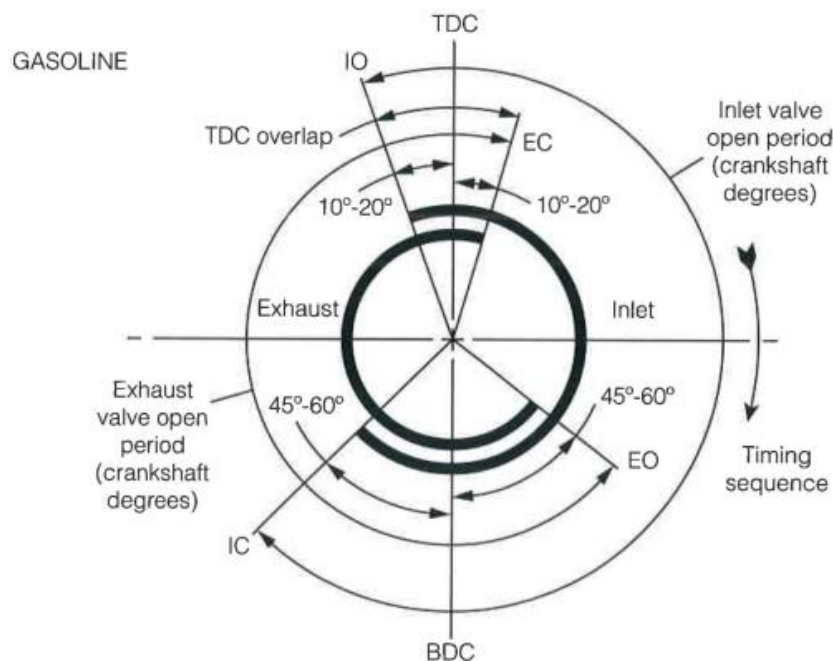 TDC
GASOLINE
IO
Inlet valve
open period
(crankshaft
degrees)
TDC overlap
EC
10º-20º
10º-20º
Exhaust
Inlet
Exhaust
valve open
period
(crankshaft
degrees)
45º-60º
45º-60º
EO
Timing
sequence
IC
BDC